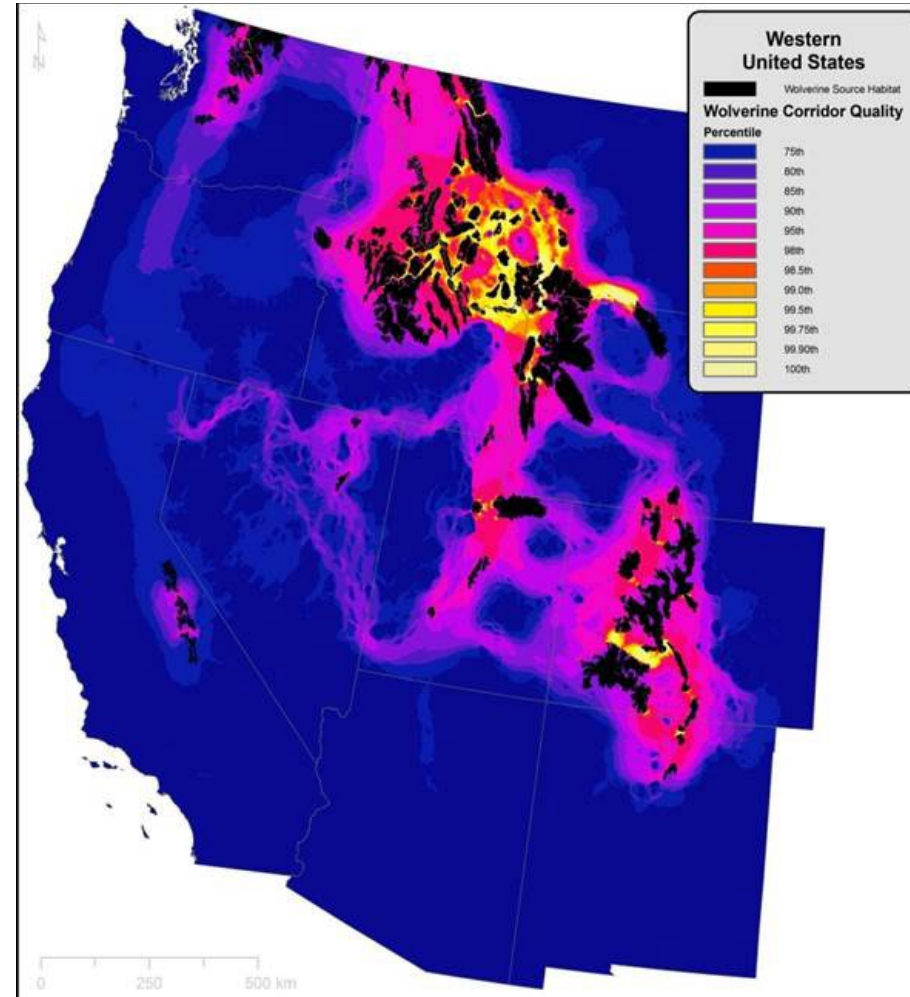 Western
United States
Wolverine Source Habitat
Wolverine Corridor Quality
Percentile
75th
80th
85th
90th
95th
98th
98.5th
99.0th
99.5th
99.75th
99.90th
100th
N
0 250 500 km